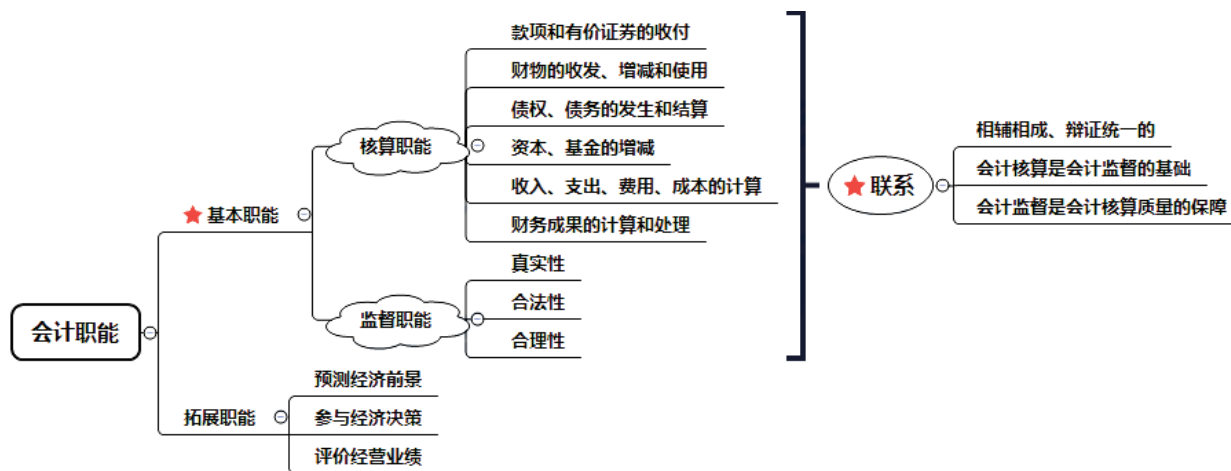 会计职能
基本职能
核算职能
款项和有价证券的收付
财物的收发、增减和使用
债权、债务的发生和结算
资本、基金的增减
收入、支出、费用、成本的计算
财务成果的计算和处理
监督职能
真实性
合法性
合理性
联系
相辅相成、辩证统一的
会计核算是会计监督的基础
会计监督是会计核算质量的保障
拓展职能
预测经济前景
参与经济决策
评价经营业绩